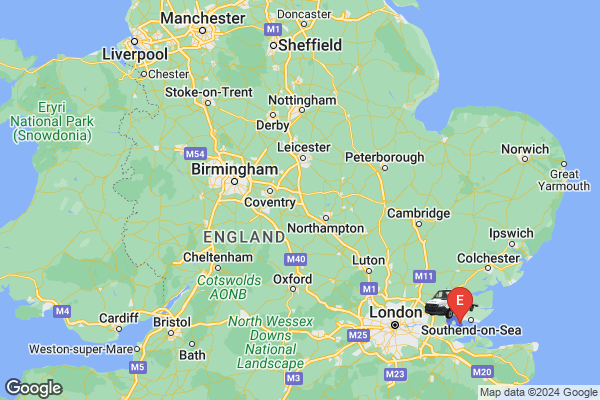 Doncaster
Manchester
M1
Sheffield
Liverpool
Chester
Stoke-on-Trent
Eryri
National Park
(Snowdonia)
Nottingham
Derby
Leicester
M54
Peterborough
Norwich
Birmingham
Great
Yarmouth
Coventry
Cambridge
Northampton
Ipswich
ENGLAND
Cheltenham
M40
Luton
Colchester
M11
Cotswolds
AONB
Oxford
M1
E
M4
Cardiff
Bristol
North Wessex
Downs
National
Landscape
London
M25
Southend-on-Sea
Weston-super-Mare
Bath
M5
M3
M23
M20
Google
Google
Map data ©2024 Google